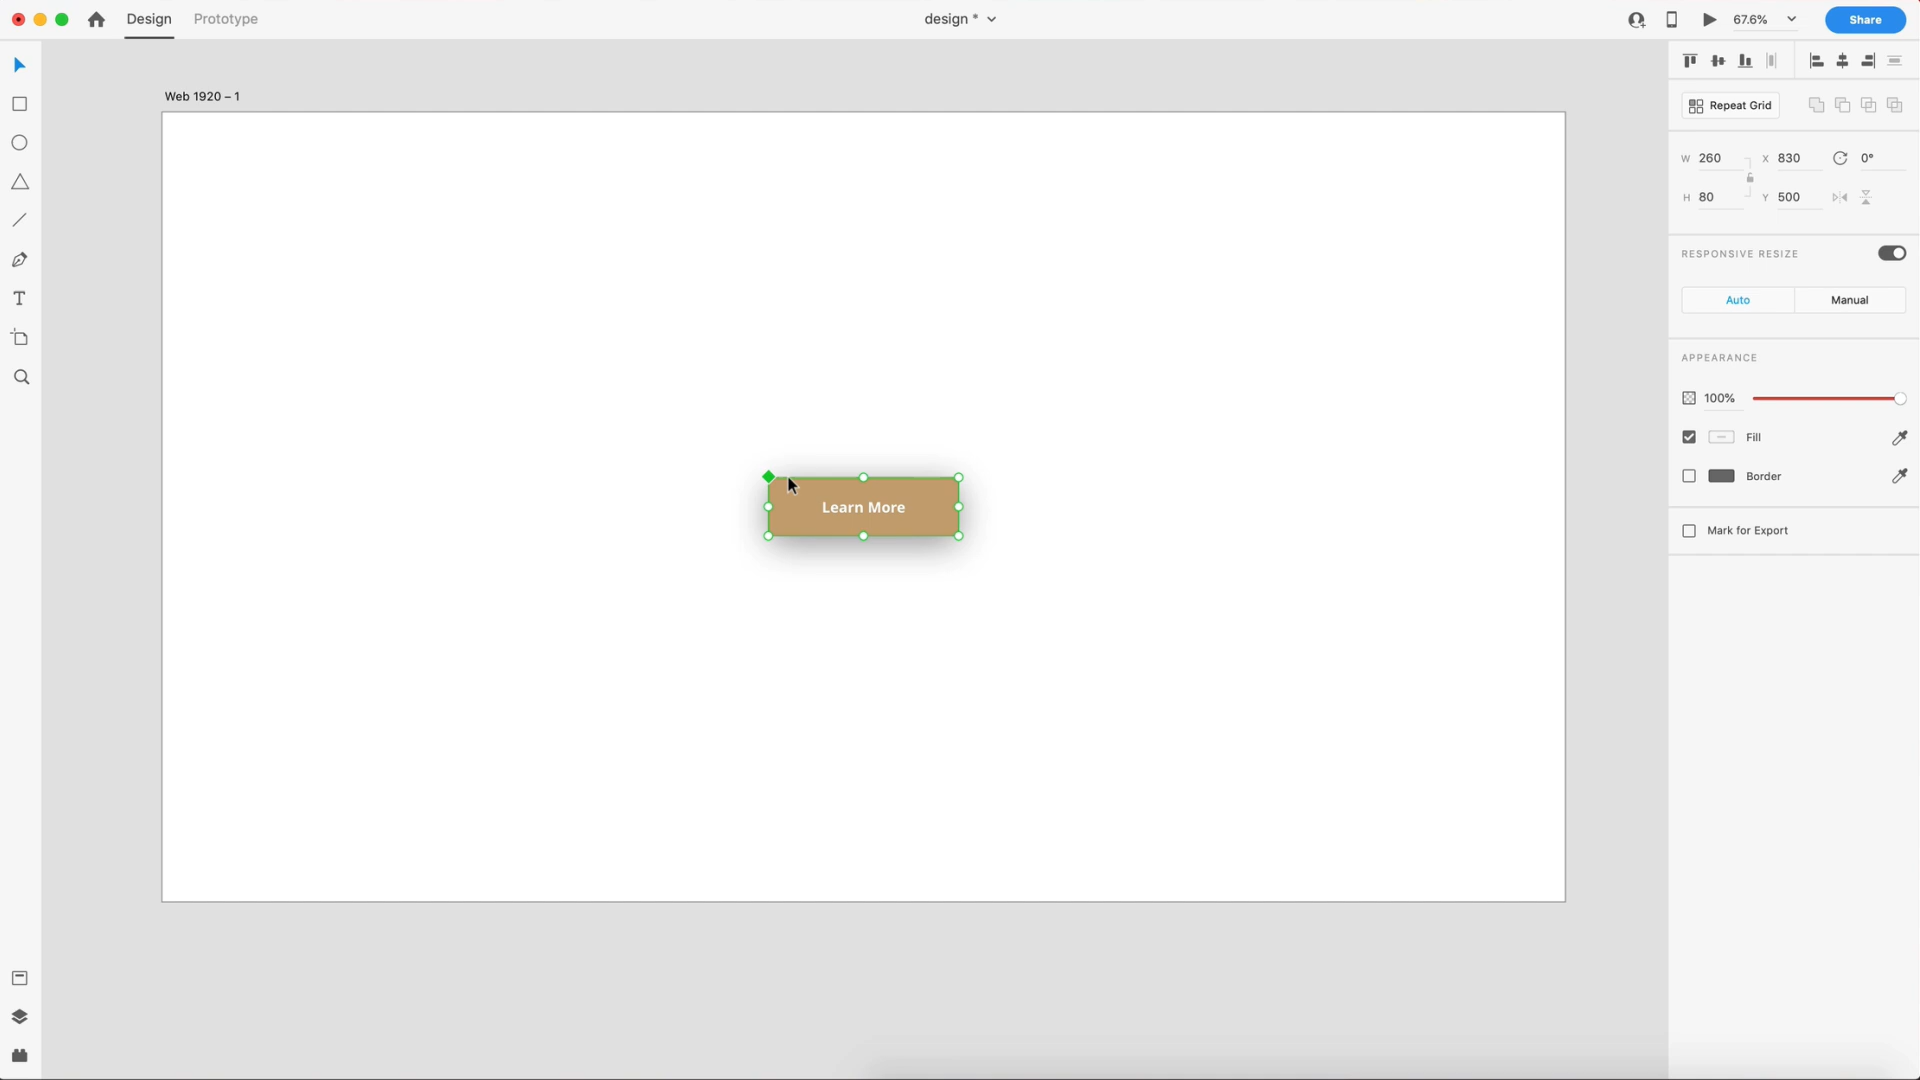 Design Prototype design * 67.6% Share
Web 1920 – 1
Repeat Grid
W 260 X 830 0°
H 80 Y 500
RESPONSIVE RESIZE
Auto Manual
APPEARANCE
100%
Fill
Border
Learn More
Mark for Export